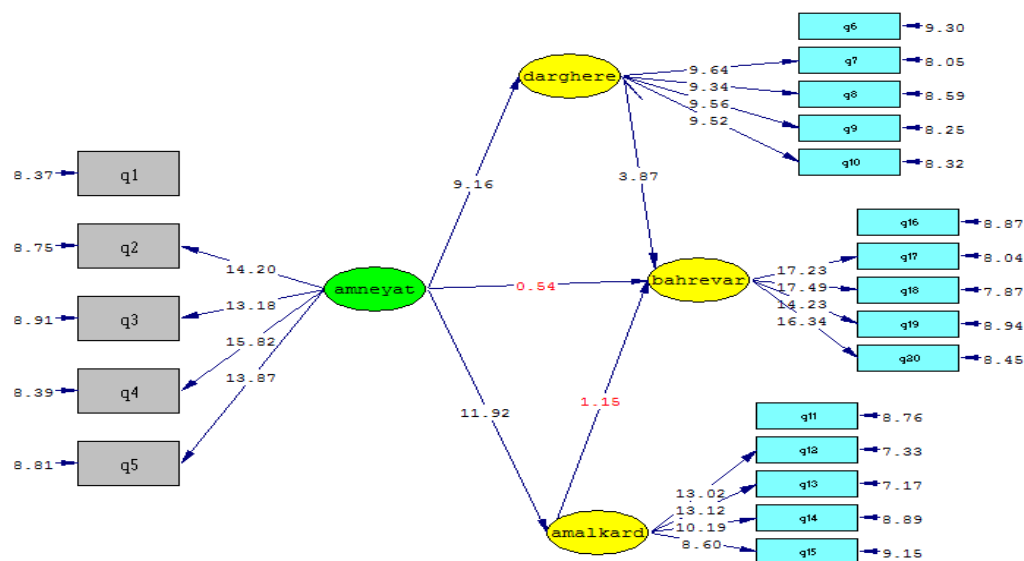 q6
9.30
darghere
9.64
q7
8.05
9.34
q8
8.59
9.56
q9
8.25
9.52
q10
8.32
8.37
q1
9.16
3.87
8.75
q2
14.20
amneyat
0.54
bahrevar
q16
8.87
17.23
q17
8.04
17.49
q18
7.87
14.23
q19
8.94
16.34
q20
8.45
8.91
q3
13.18
8.39
q4
15.82
8.81
q5
13.87
11.92
1.15
q11
8.76
q12
7.33
amalkard
13.02
q13
7.17
13.12
q14
8.89
10.19
q15
9.15
8.60